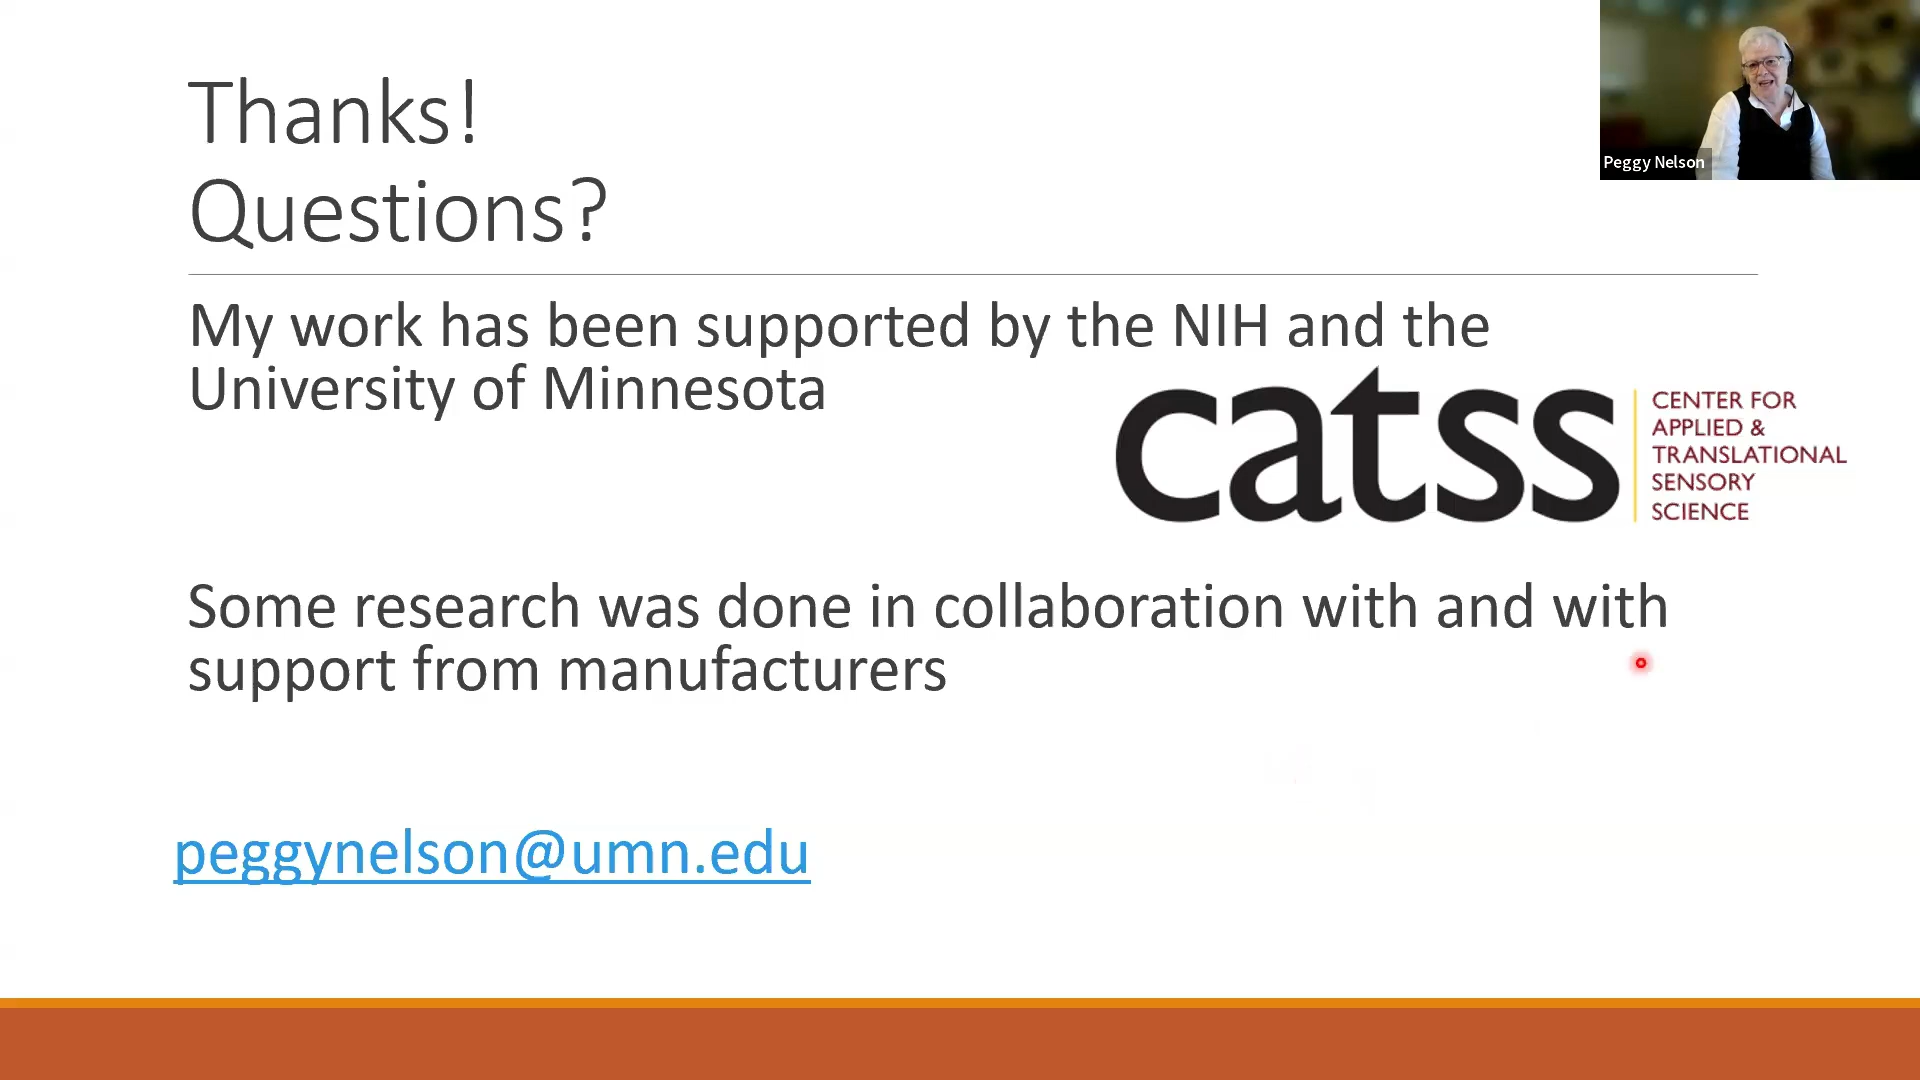 Thanks!
Questions?
Peggy Nelson
My work has been supported by the NIH and the
University of Minnesota
catss
CENTER FOR
APPLIED &
TRANSLATIONAL
SENSORY
SCIENCE
Some research was done in collaboration with and with
support from manufacturers
peggynelson@umn.edu